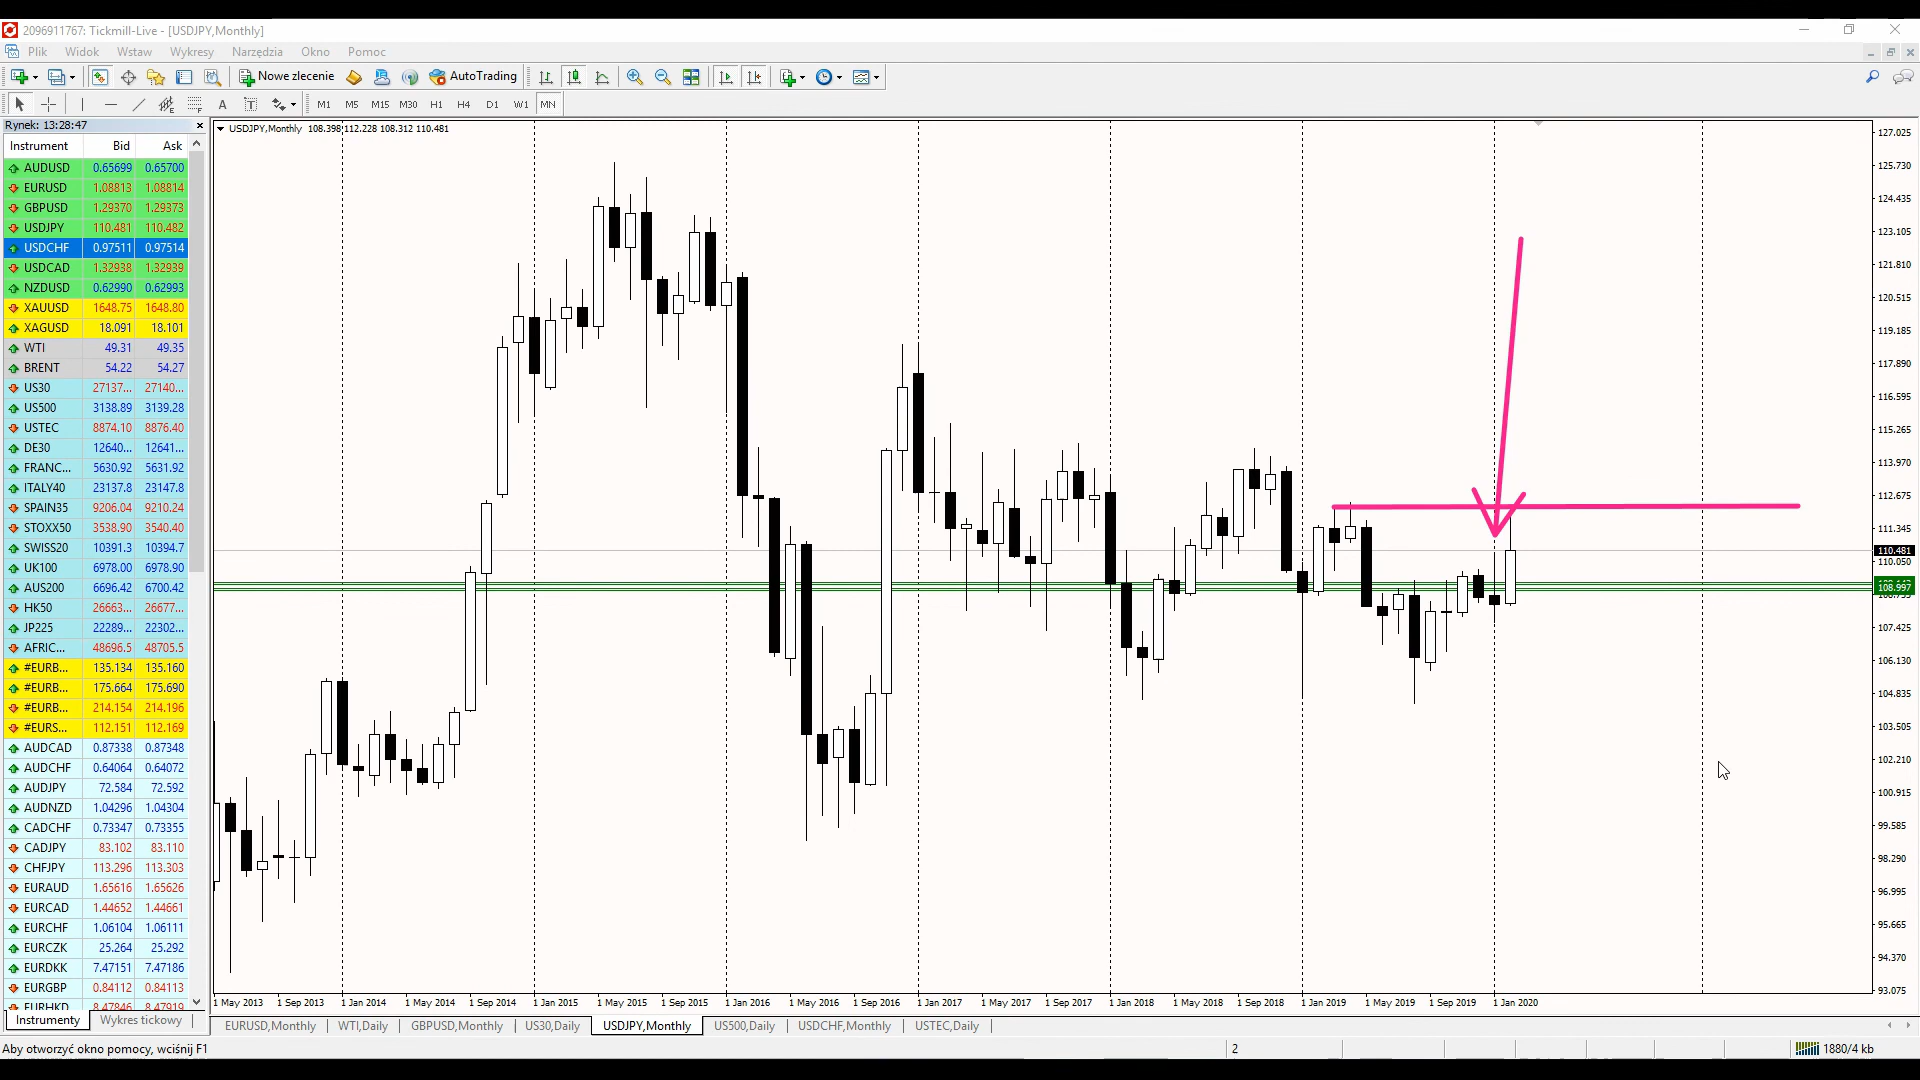 2096911767: Tickmill-Live - [USDJPY,Monthly]
Plik Widok Wstaw Wykresy Narzędzia Okno Pomoc
Nowe zlecenie AutoTrading
A T M1 M5 M15 M30 H1 H4 D1 W1 MN
Rynek: 13:28:47
Instrument Bid Ask
AUDUSD 0.65699 0.65700
EURUSD 1.08813 1.08814
GBPUSD 1.29370 1.29373
USDJPY 110.481 110.482
USDCHF 0.97511 0.97514
USDCAD 1.32938 1.32939
NZDUSD 0.62990 0.62993
XAUUSD 1648.75 1648.80
XAGUSD 18.091 18.101
WTI 49.31 49.35
BRENT 54.22 54.27
US30 27137... 27140...
US500 3138.89 3139.28
USTEC 8874.10 8876.40
DE30 12640... 12641...
FRANC... 5630.92 5631.92
ITALY40 23137.8 23147.8
SPAIN35 9206.04 9210.24
STOXX50 3538.90 3540.40
SWISS20 10391.3 10394.7
UK100 6978.00 6978.90
AUS200 6696.42 6700.42
HK50 26663... 26677...
JP225 22289... 22302...
AFRIC... 48696.5 48705.5
#EURB... 135.134 135.160
#EURB... 175.664 175.690
#EURB... 214.154 214.196
#EURS... 112.151 112.169
AUDCAD 0.87338 0.87348
AUDCHF 0.64064 0.64072
AUDJPY 72.584 72.592
AUDNZD 1.04296 1.04304
CADCHF 0.73347 0.73355
CADJPY 83.102 83.110
CHFJPY 113.296 113.303
EURAUD 1.65616 1.65626
EURCAD 1.44652 1.44661
EURCHF 1.06104 1.06111
EURCZK 25.264 25.292
EURDKK 7.47151 7.47186
EURGBP 0.84112 0.84113
EURHKD 8.47846 8.47919
Instrumenty Wykres tickowy
USDJPY,Monthly 108.398 112.228 108.312 110.481
127.025
125.730
124.435
123.105
121.810
120.515
119.185
117.890
116.595
115.265
113.970
112.675
111.345
110.481
110.050
108.997
107.425
106.130
104.835
103.505
102.210
100.915
99.585
98.290
96.995
95.665
94.370
93.075
1 May 2013 1 Sep 2013 1 Jan 2014 1 May 2014 1 Sep 2014 1 Jan 2015 1 May 2015 1 Sep 2015 1 Jan 2016 1 May 2016 1 Sep 2016 1 Jan 2017 1 May 2017 1 Sep 2017 1 Jan 2018 1 May 2018 1 Sep 2018 1 Jan 2019 1 May 2019 1 Sep 2019 1 Jan 2020
EURUSD,Monthly WTI,Daily GBPUSD,Monthly US30,Daily USDJPY,Monthly US500,Daily USDCHF,Monthly USTEC,Daily
Aby otworzyć okno pomocy, wciśnij F1 2 1880/4 kb